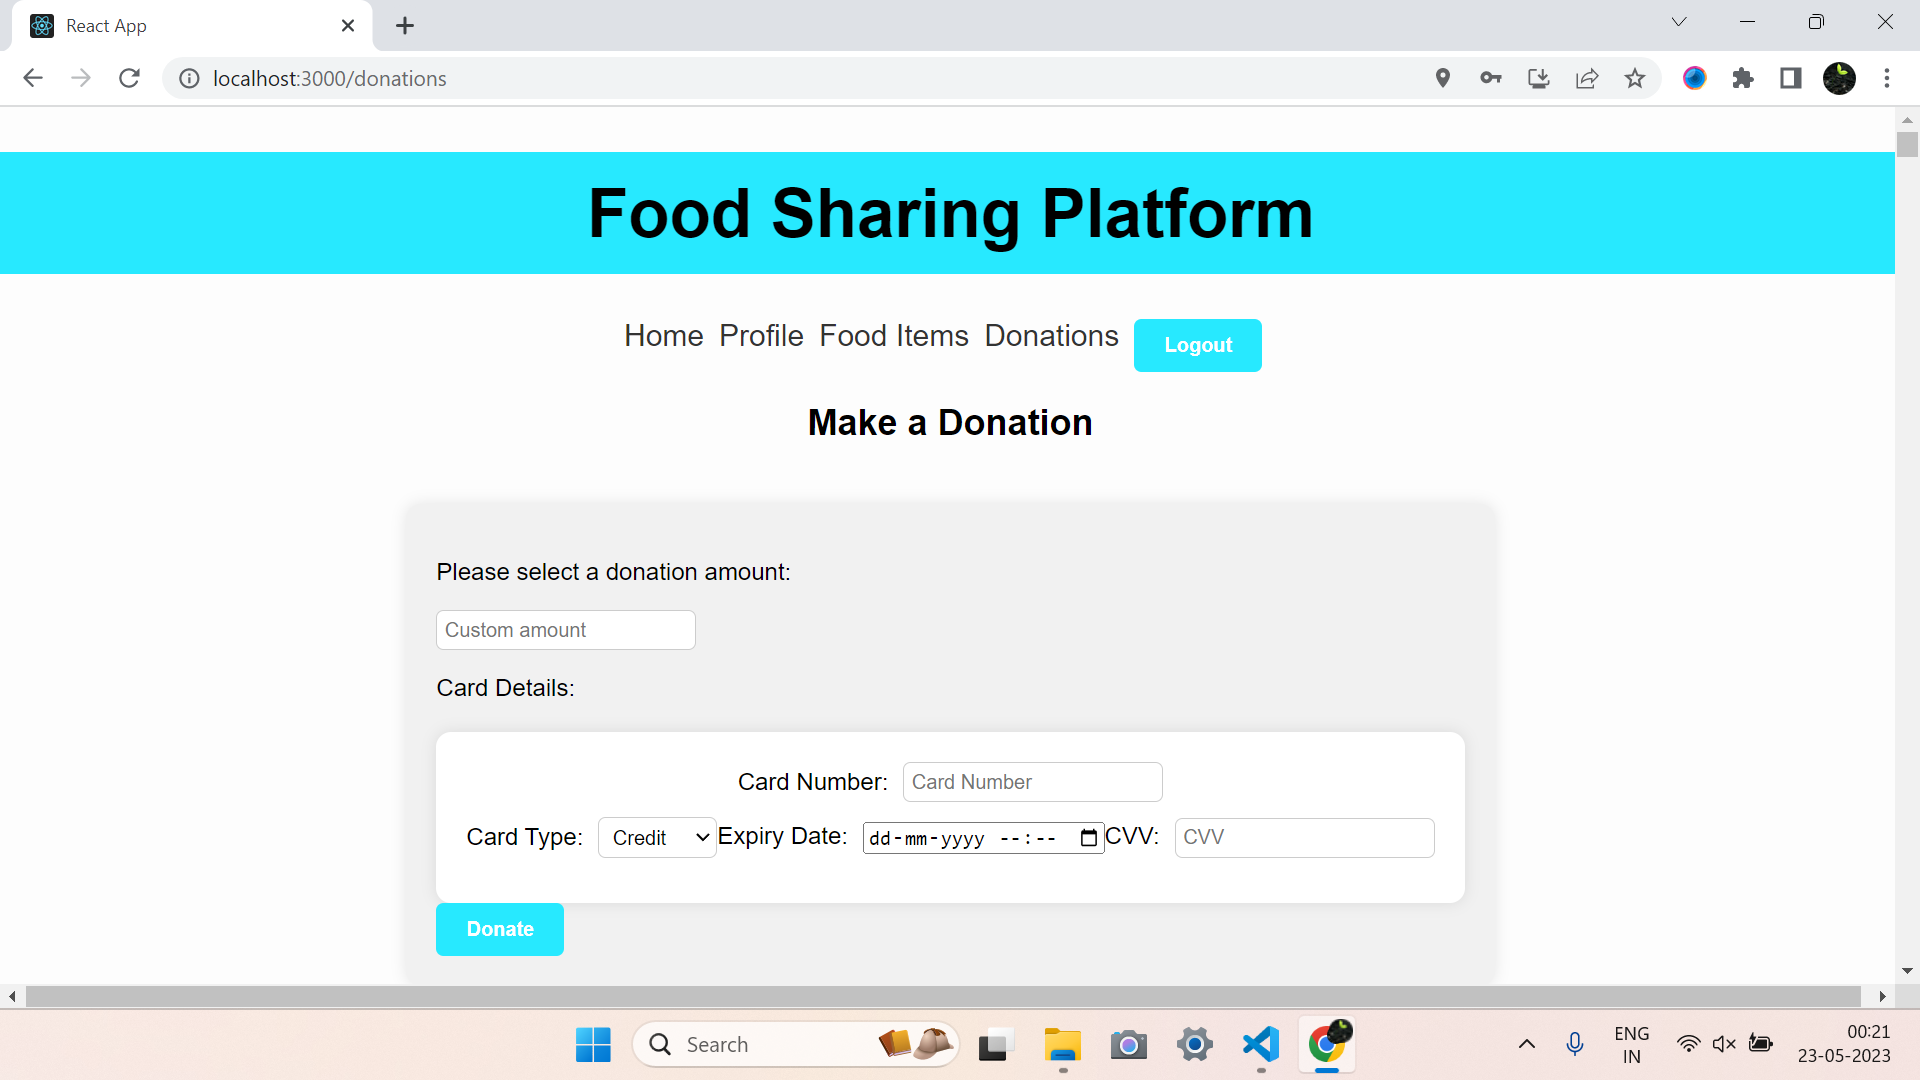 React App
localhost:3000/donations
Food Sharing Platform
Home Profile Food Items Donations Logout
Make a Donation
Please select a donation amount:
Custom amount
Card Details:
Card Number: Card Number
Card Type: Credit Expiry Date: dd-mm-yyyy --:-- CVV: CVV
Donate
Search
ENG
IN
00:21
23-05-2023